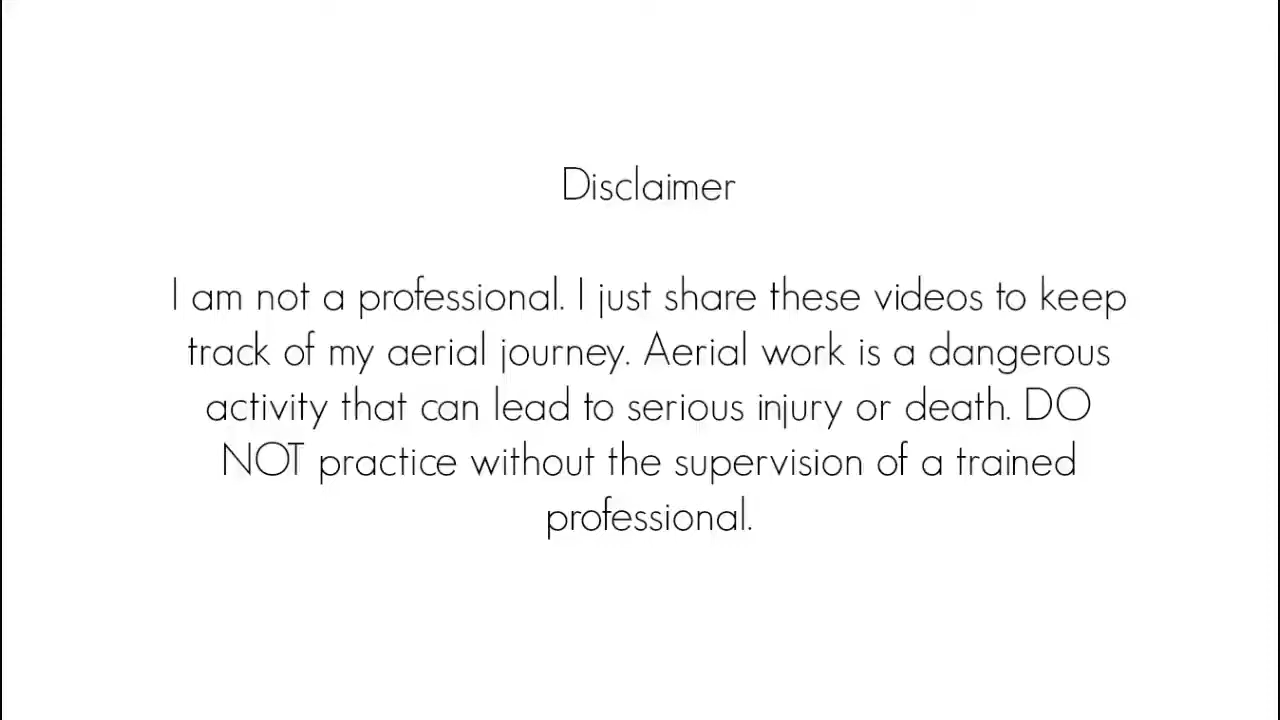 Disclaimer
I am not a professional. I just share these videos to keep
track of my aerial journey. Aerial work is a dangerous
activity that can lead to serious injury or death. DO
NOT practice without the supervision of a trained
professional.